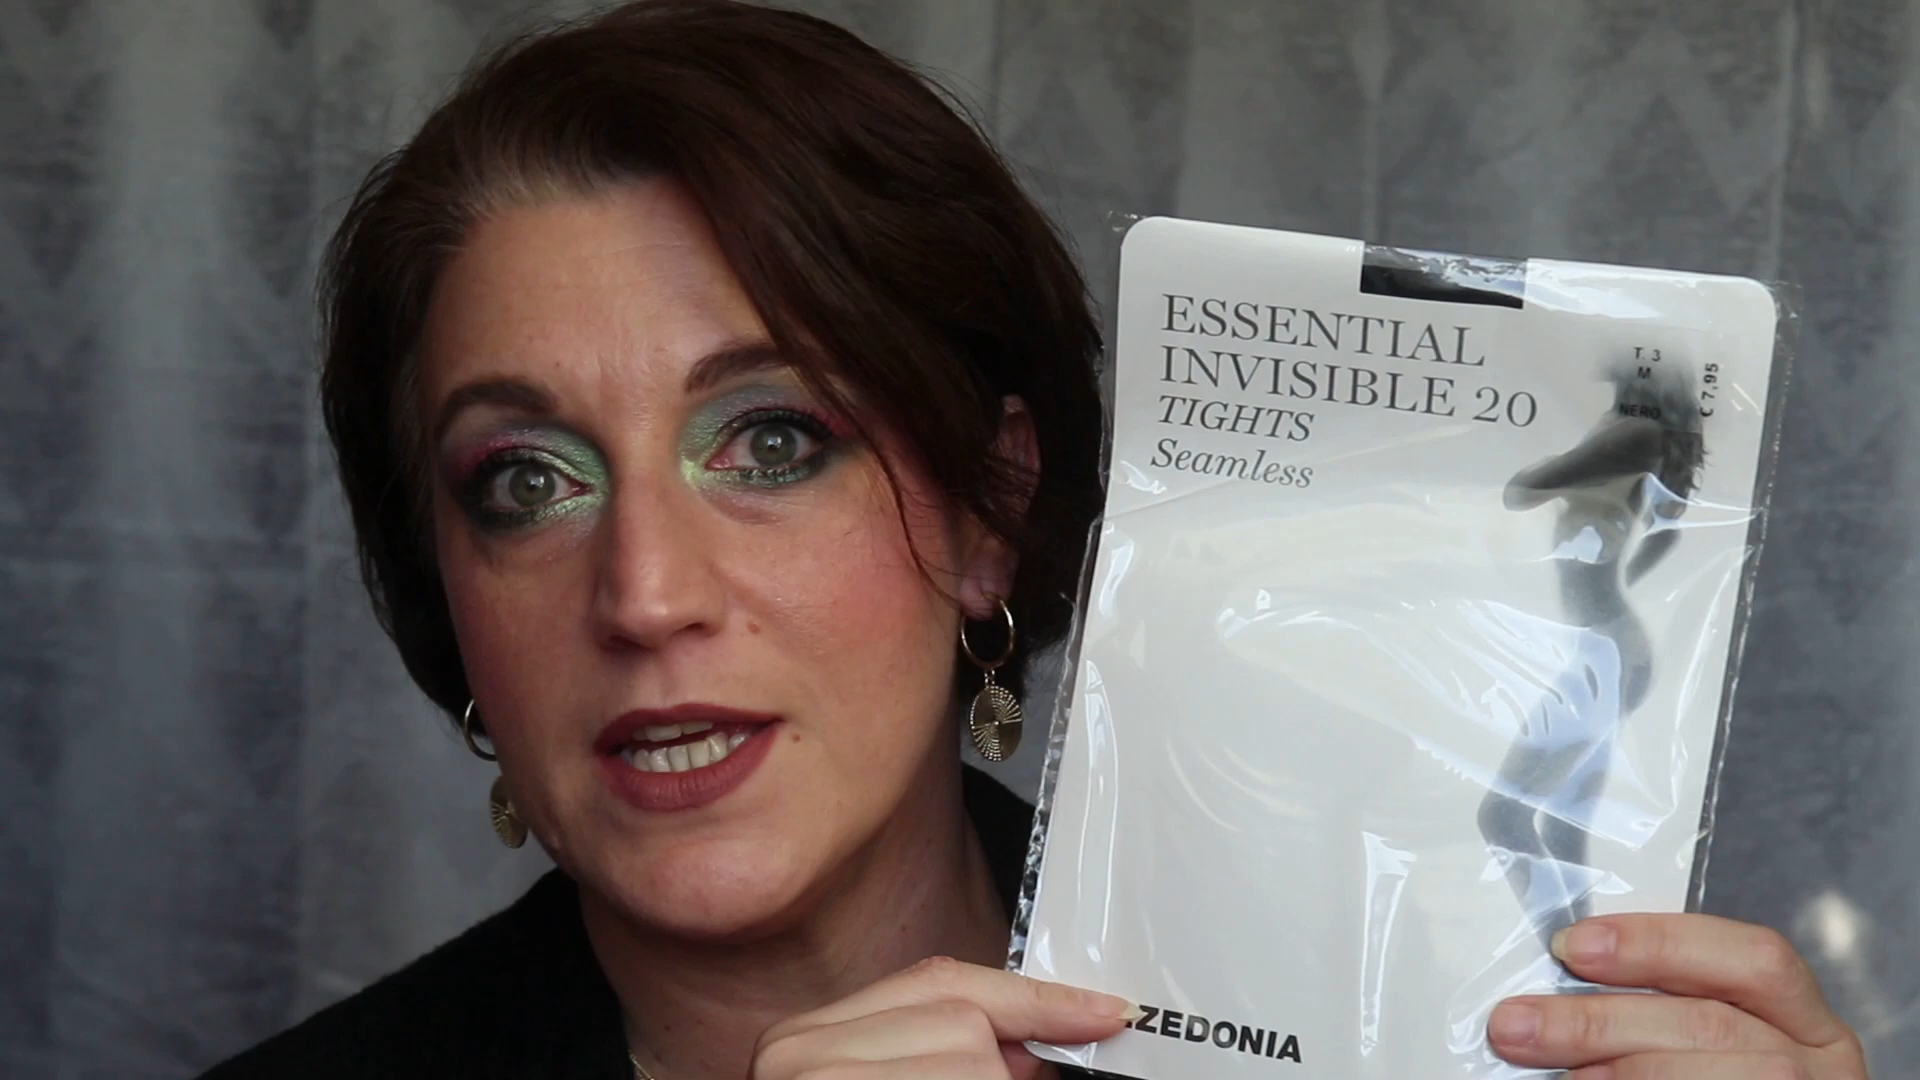 ESSENTIAL
INVISIBLE 20
TIGHTS
Seamless
T. 3
M
NERO
€ 7,95
ZEDONIA